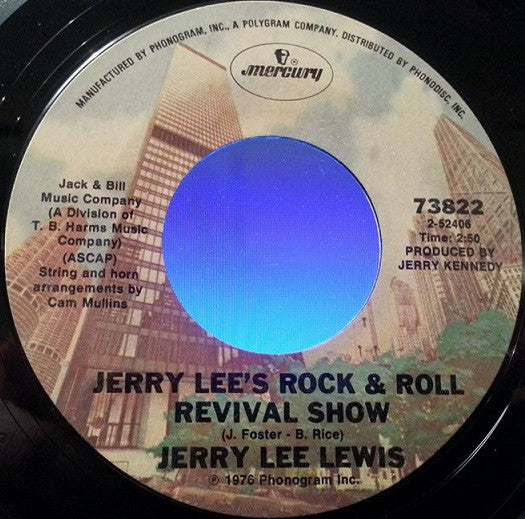 MANUFACTURED BY PHONOGRAM, INC., A POLYGRAM COMPANY. DISTRIBUTED BY PHONODISC, INC.
mercury
Jack & Bill
Music Company
(A Division of
T. B. Harms Music
Company)
(ASCAP)
String and horn
arrangements by
Cam Mullins
73822
2-52406
Time: 2:50
PRODUCED BY
JERRY KENNEDY
JERRY LEE'S ROCK & ROLL
REVIVAL SHOW
(J. Foster - B. Rice)
JERRY LEE LEWIS
℗ 1976 Phonogram Inc.